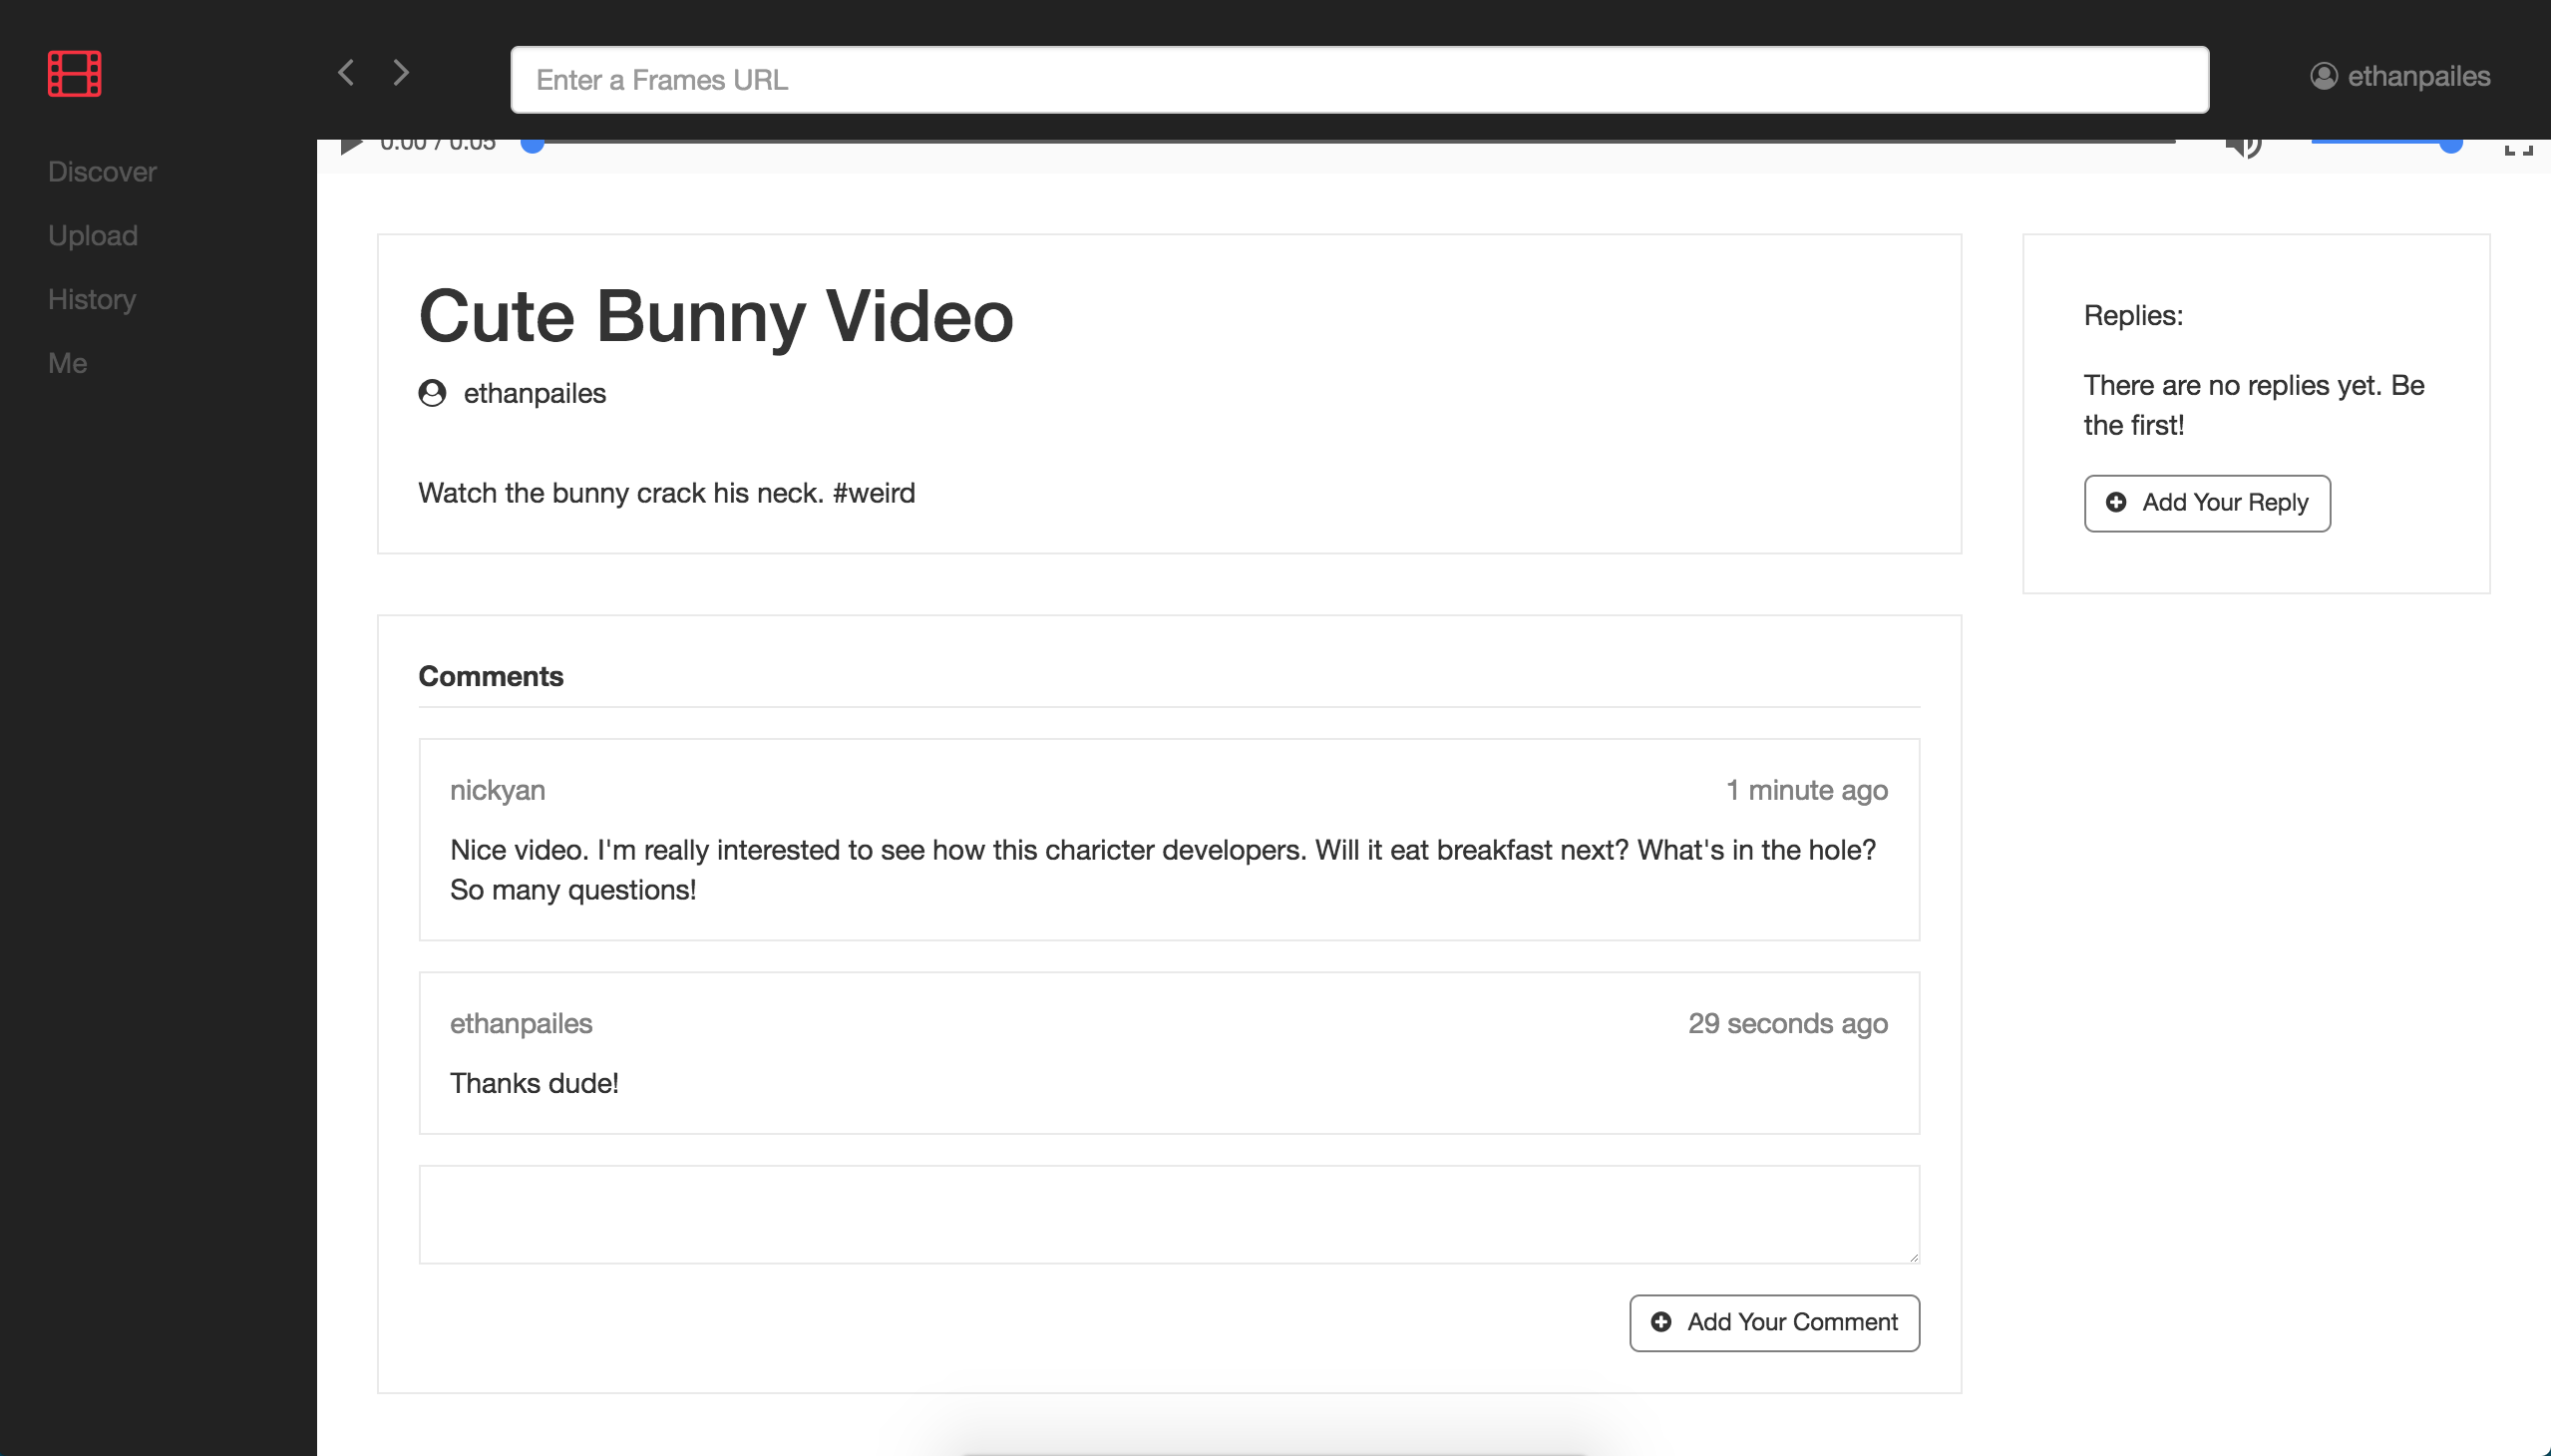 Enter a Frames URL
ethanpailes
Discover
Upload
History
Me
0:00 / 0:05
Cute Bunny Video
ethanpailes
Watch the bunny crack his neck. #weird
Replies:
There are no replies yet. Be
the first!
Add Your Reply
Comments
nickyan
1 minute ago
Nice video. I'm really interested to see how this charicter developers. Will it eat breakfast next? What's in the hole?
So many questions!
ethanpailes
29 seconds ago
Thanks dude!
Add Your Comment